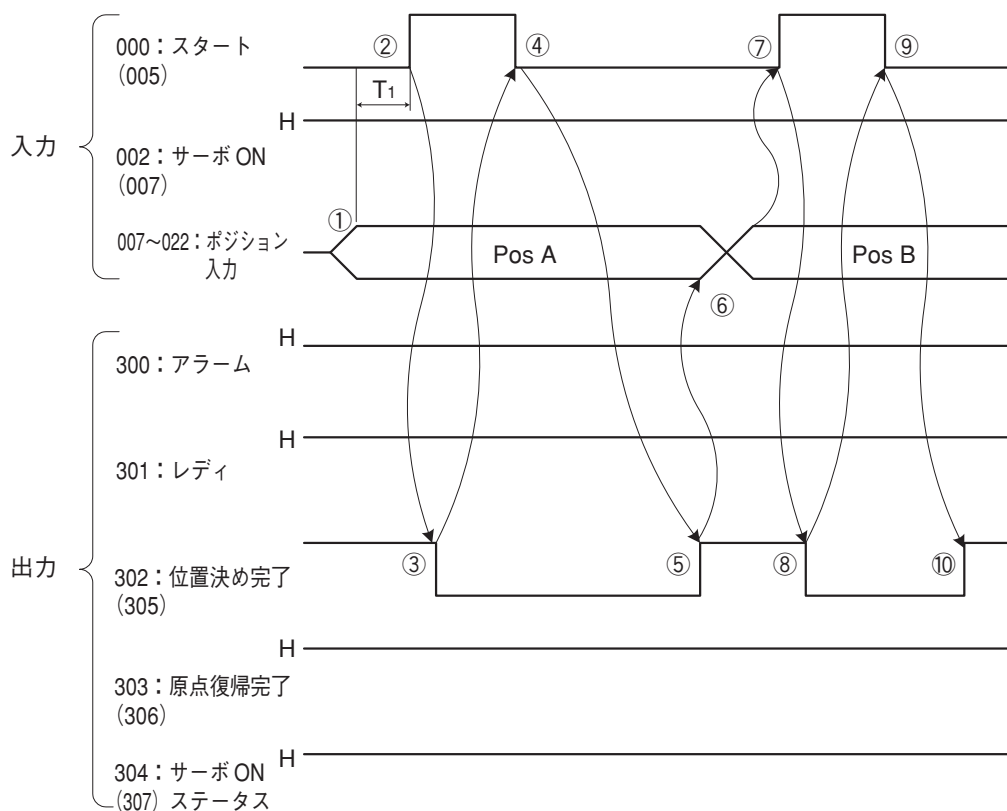 入力
000：スタート
(005)
②
④
⑦
⑨
T1
H
002：サーボ ON
(007)
①
007～022：ポジション
入力
Pos A
Pos B
⑥
出力
H
300：アラーム
H
301：レディ
③
⑤
⑧
⑩
302：位置決め完了
(305)
H
303：原点復帰完了
(306)
H
304：サーボ ON
(307) ステータス